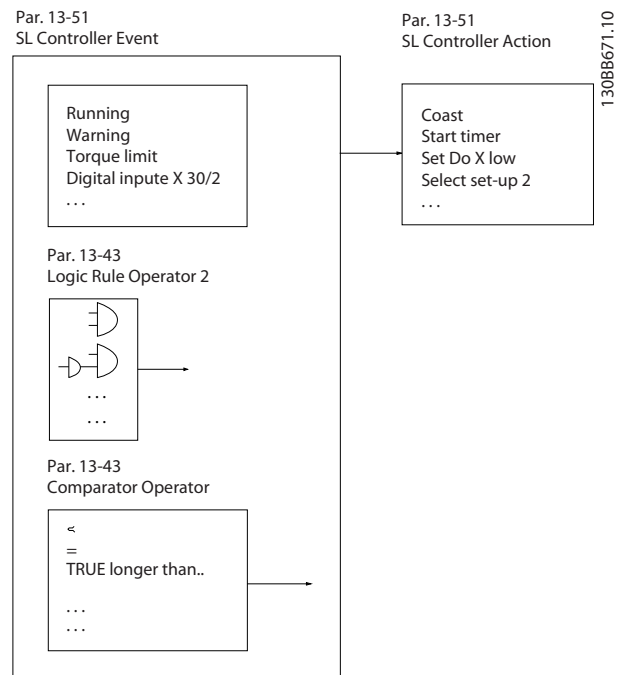 Par. 13-51
SL Controller Event
Par. 13-51
SL Controller Action
130BB671.10
Running
Warning
Torque limit
Digital inpute X 30/2
. . .
Coast
Start timer
Set Do X low
Select set-up 2
. . .
Par. 13-43
Logic Rule Operator 2
. . .
. . .
Par. 13-43
Comparator Operator
=
TRUE longer than..
. . .
. . .